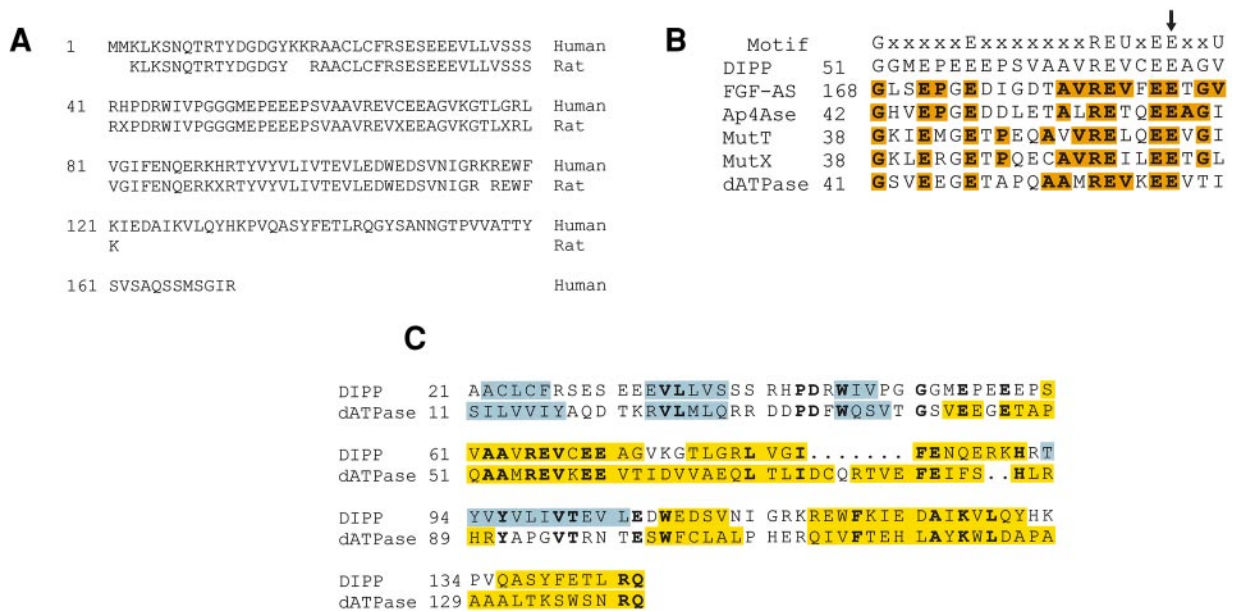 A
1 MMKLKSNQTRTYDGDGYKKRAACLCFRSESEEEVLLVSSS Human
KLKSNQTRTYDGDGY RAACLCFRSESEEEVLLVSSS Rat
41 RHPDRWIVPGGGMEPEEEPSVAAVREVCEEAGVKGTLGRL Human
RXPDRWIVPGGGMEPEEEPSVAAVREVXEEAGVKGTLXRL Rat
81 VGIFENQERKHRTYVYVLIVTEVLEDWEDSVNIGRKREWF Human
VGIFENQERKXRTYVYVLIVTEVLEDWEDSVNIGR REWF Rat
121 KIEDAIKVLQYHKPVQASYFETLRQGYSANNGTPVVATTY Human
K Rat
161 SVSAQSSMSGIR Human
B
Motif GxxxxxExxxxxxxREUxEExxU
DIPP 51 GGMEPEEEPSVAAVREVCEEAGV
FGF-AS 168 GLSEPGEDIGDTAVREVFEETGV
Ap4Ase 42 GHVEPGEDDLETALRETQEEAGI
MutT 38 GKIEMGETPEQAVVRELQEEVGI
MutX 38 GKLERGETPQECAVREILEETGL
dATPase 41 GSVEEGETAPQAAMREVKEEVTI
C
DIPP 21 AACLCFRSES EEEVLLVSSS RHPDRWIVPG GGMEPEEEPS
dATPase 11 SILVVIYAQD TKRVLMLQRR DDPDFWQSVT GSVEEGETAP
DIPP 61 VAAVREVCEE AGVKGTLGRL VGI....... FENQERKHRT
dATPase 51 QAAMREVKEE VTIDVVAEQL TLIDCQRTVE FEIFS..HLR
DIPP 94 YVYVLIVTEV LEDWEDSVNI GRKREWFKIE DAIKVLQYHK
dATPase 89 HRYAPGVTRN TESWFCLALP HERQIVFTEH LAYKWLDAPA
DIPP 134 PVQASYFETL RQ
dATPase 129 AAALTKSWSN RQ